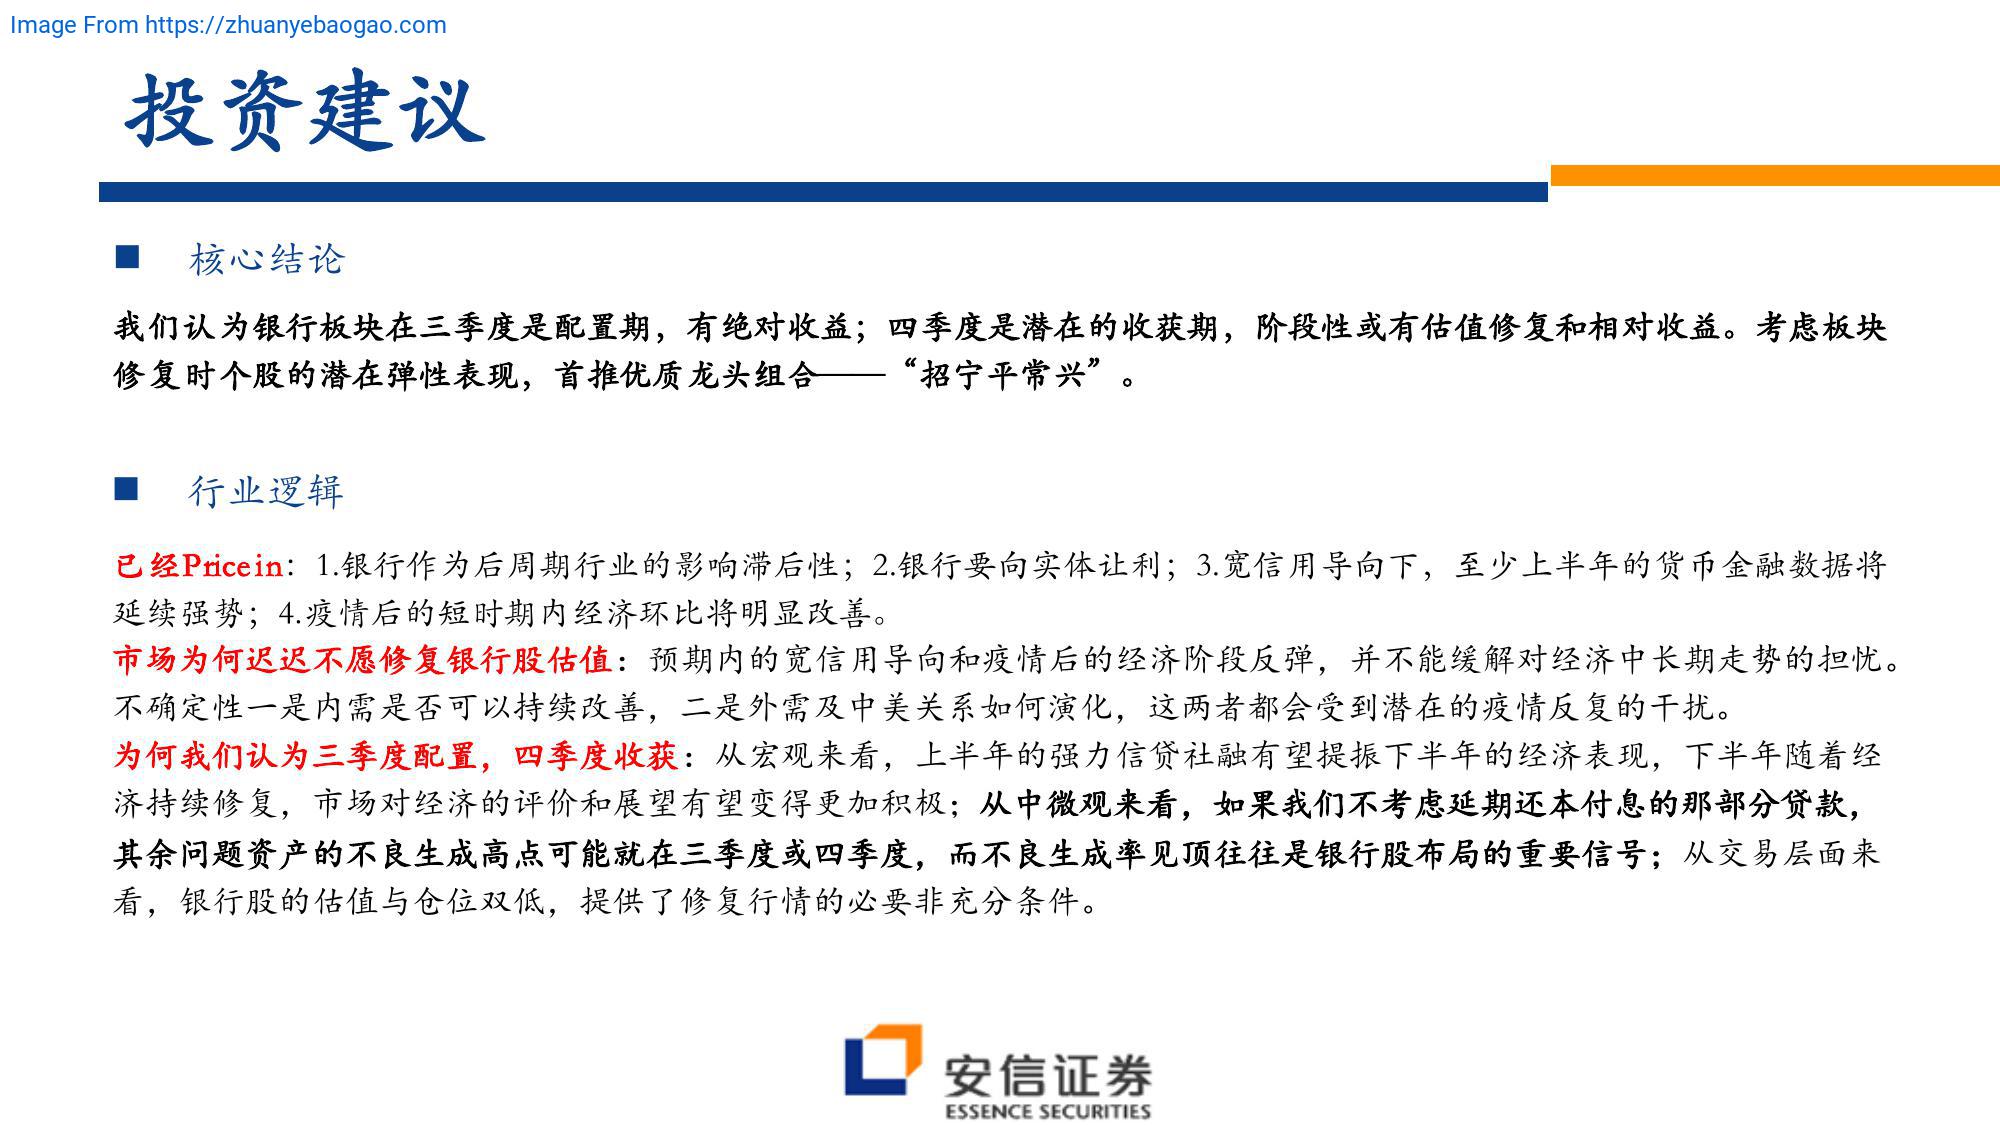 Image From https://zhuanyebaogao.com
投资建议
■ 核心结论
我们认为银行板块在三季度是配置期，有绝对收益；四季度是潜在的收获期，阶段性或有估值修复和相对收益。考虑板块
修复时个股的潜在弹性表现，首推优质龙头组合——“招宁平常兴”。
■ 行业逻辑
已经Price in：1.银行作为后周期行业的影响滞后性；2.银行要向实体让利；3.宽信用导向下，至少上半年的货币金融数据将
延续强势；4.疫情后的短时期内经济环比将明显改善。
市场为何迟迟不愿修复银行股估值：预期内的宽信用导向和疫情后的经济阶段反弹，并不能缓解对经济中长期走势的担忧。
不确定性一是内需是否可以持续改善，二是外需及中美关系如何演化，这两者都会受到潜在的疫情反复的干扰。
为何我们认为三季度配置，四季度收获：从宏观来看，上半年的强力信贷社融有望提振下半年的经济表现，下半年随着经
济持续修复，市场对经济的评价和展望有望变得更加积极；从中微观来看，如果我们不考虑延期还本付息的那部分贷款，
其余问题资产的不良生成高点可能就在三季度或四季度，而不良生成率见顶往往是银行股布局的重要信号；从交易层面来
看，银行股的估值与仓位双低，提供了修复行情的必要非充分条件。
安信证券
ESSENCE SECURITIES